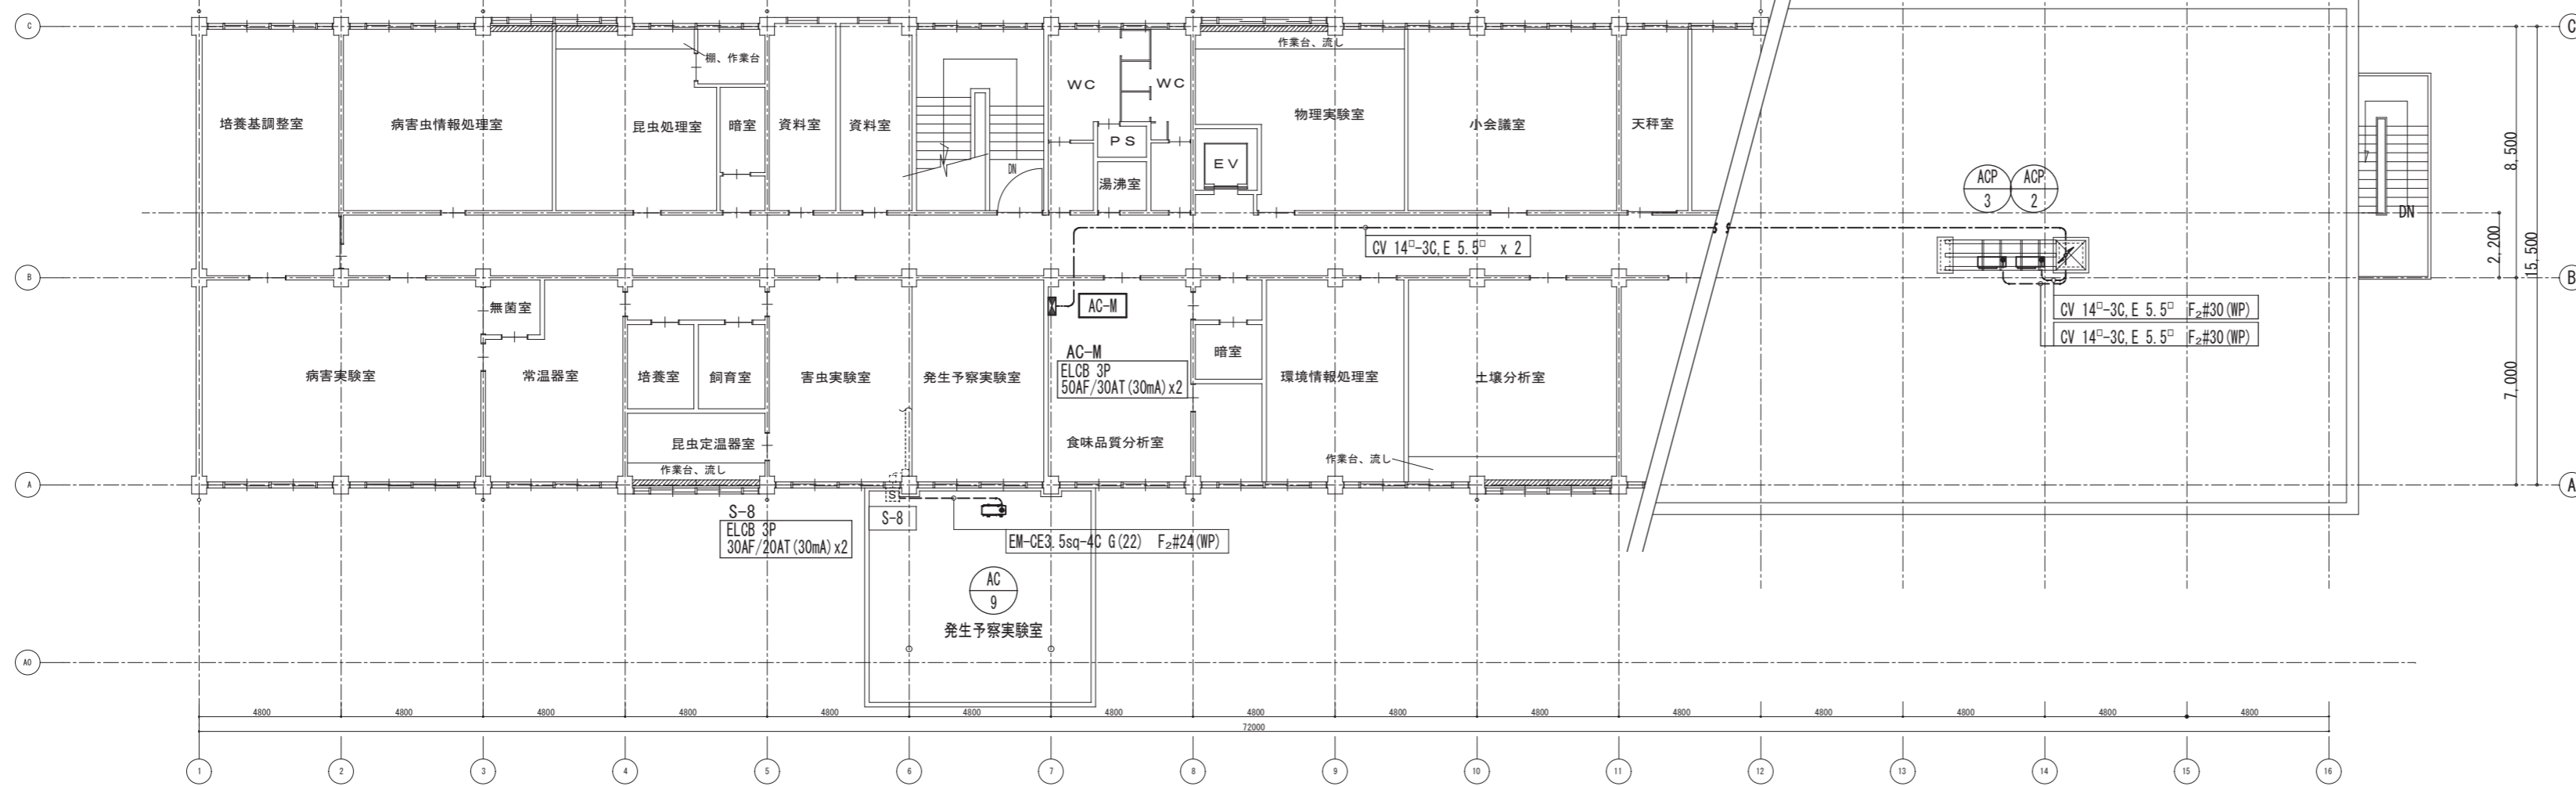 C
C
棚、作業台
作業台、流し
WC
WC
培養基調整室
病害虫情報処理室
昆虫処理室
暗室
資料室
資料室
物理実験室
小会議室
天秤室
PS
EV
DN
湯沸室
ACP
3
ACP
2
8,500
DN
CV 14□-3C,E 5.5□ x 2
2,200
15,500
B
B
無菌室
AC-M
CV 14□-3C,E 5.5□ F₂#30(WP)
CV 14□-3C,E 5.5□ F₂#30(WP)
AC-M
ELCB 3P
50AF/30AT(30mA)x2
暗室
病害実験室
常温器室
培養室
飼育室
害虫実験室
発生予察実験室
環境情報処理室
土壌分析室
7,000
昆虫定温器室
食味品質分析室
作業台、流し
作業台、流し
A
A
S
S-8
S-8
ELCB 3P
30AF/20AT(30mA)x2
EM-CE3.5sq-4C G(22) F₂#24(WP)
AC
9
発生予察実験室
A0
4800 4800 4800 4800 4800 4800 4800 4800 4800 4800 4800 4800 4800 4800 4800
72000
1 2 3 4 5 6 7 8 9 10 11 12 13 14 15 16